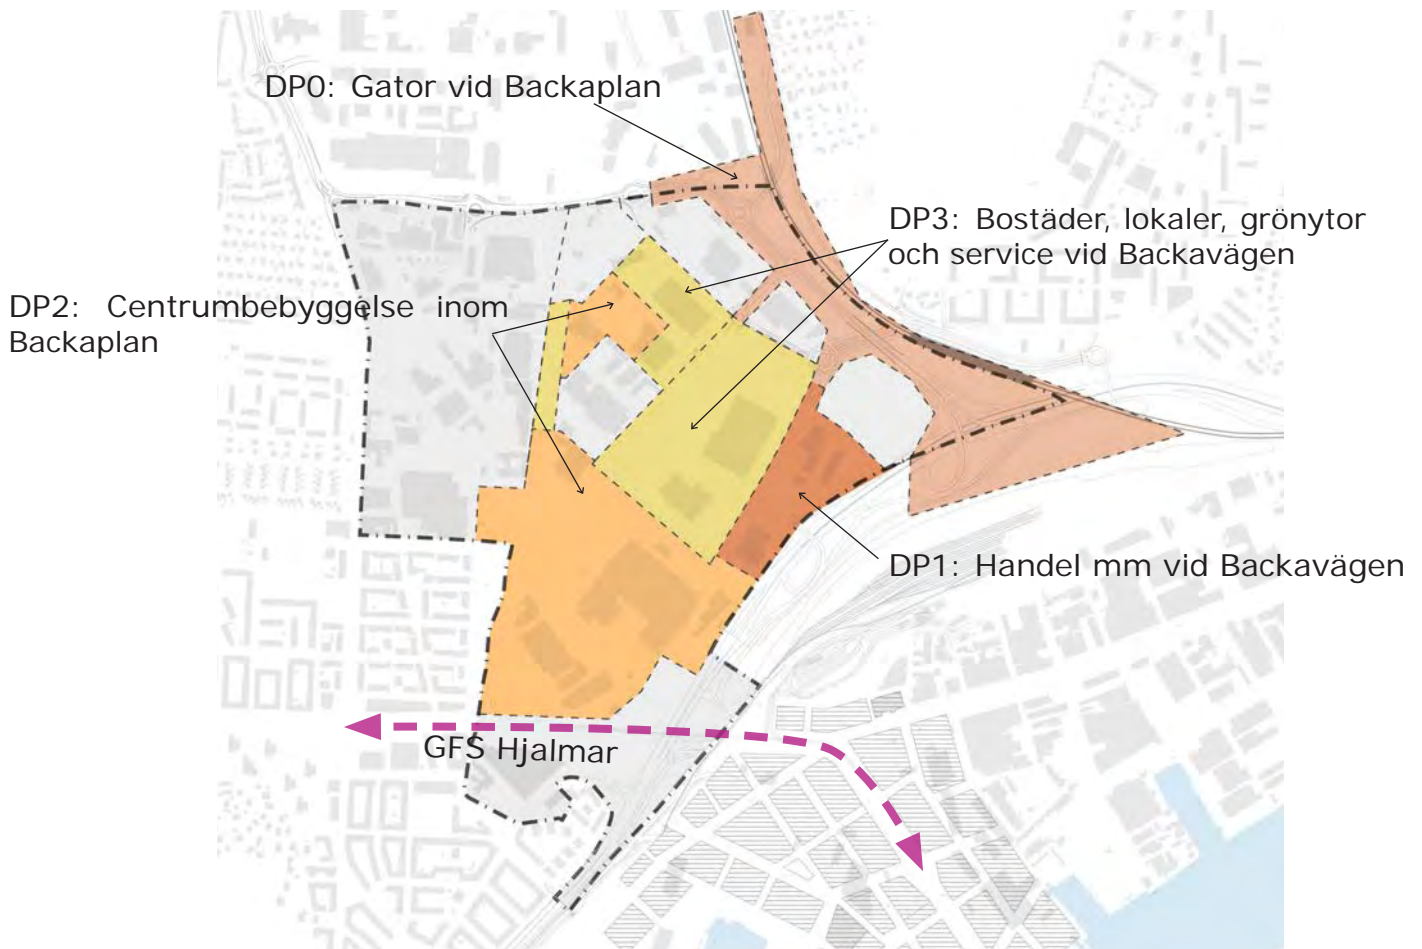 DP0: Gator vid Backaplan
DP3: Bostäder, lokaler, grönytor
och service vid Backavägen
DP2: Centrumbebyggelse inom
Backaplan
DP1: Handel mm vid Backavägen
GFS Hjalmar